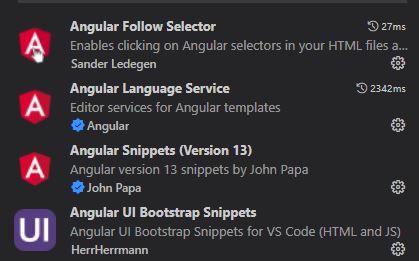 Angular Follow Selector 27ms
Enables clicking on Angular selectors in your HTML files a...
Sander Ledegen
Angular Language Service 2342ms
Editor services for Angular templates
Angular
Angular Snippets (Version 13)
Angular version 13 snippets by John Papa
John Papa
UI
Angular UI Bootstrap Snippets
Angular UI Bootstrap Snippets for VS Code (HTML and JS)
HerrHerrmann